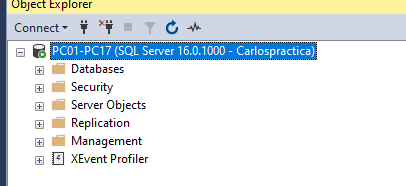 Object Explorer
Connect
PC01-PC17 (SQL Server 16.0.1000 - Carlospractica)
Databases
Security
Server Objects
Replication
Management
XEvent Profiler